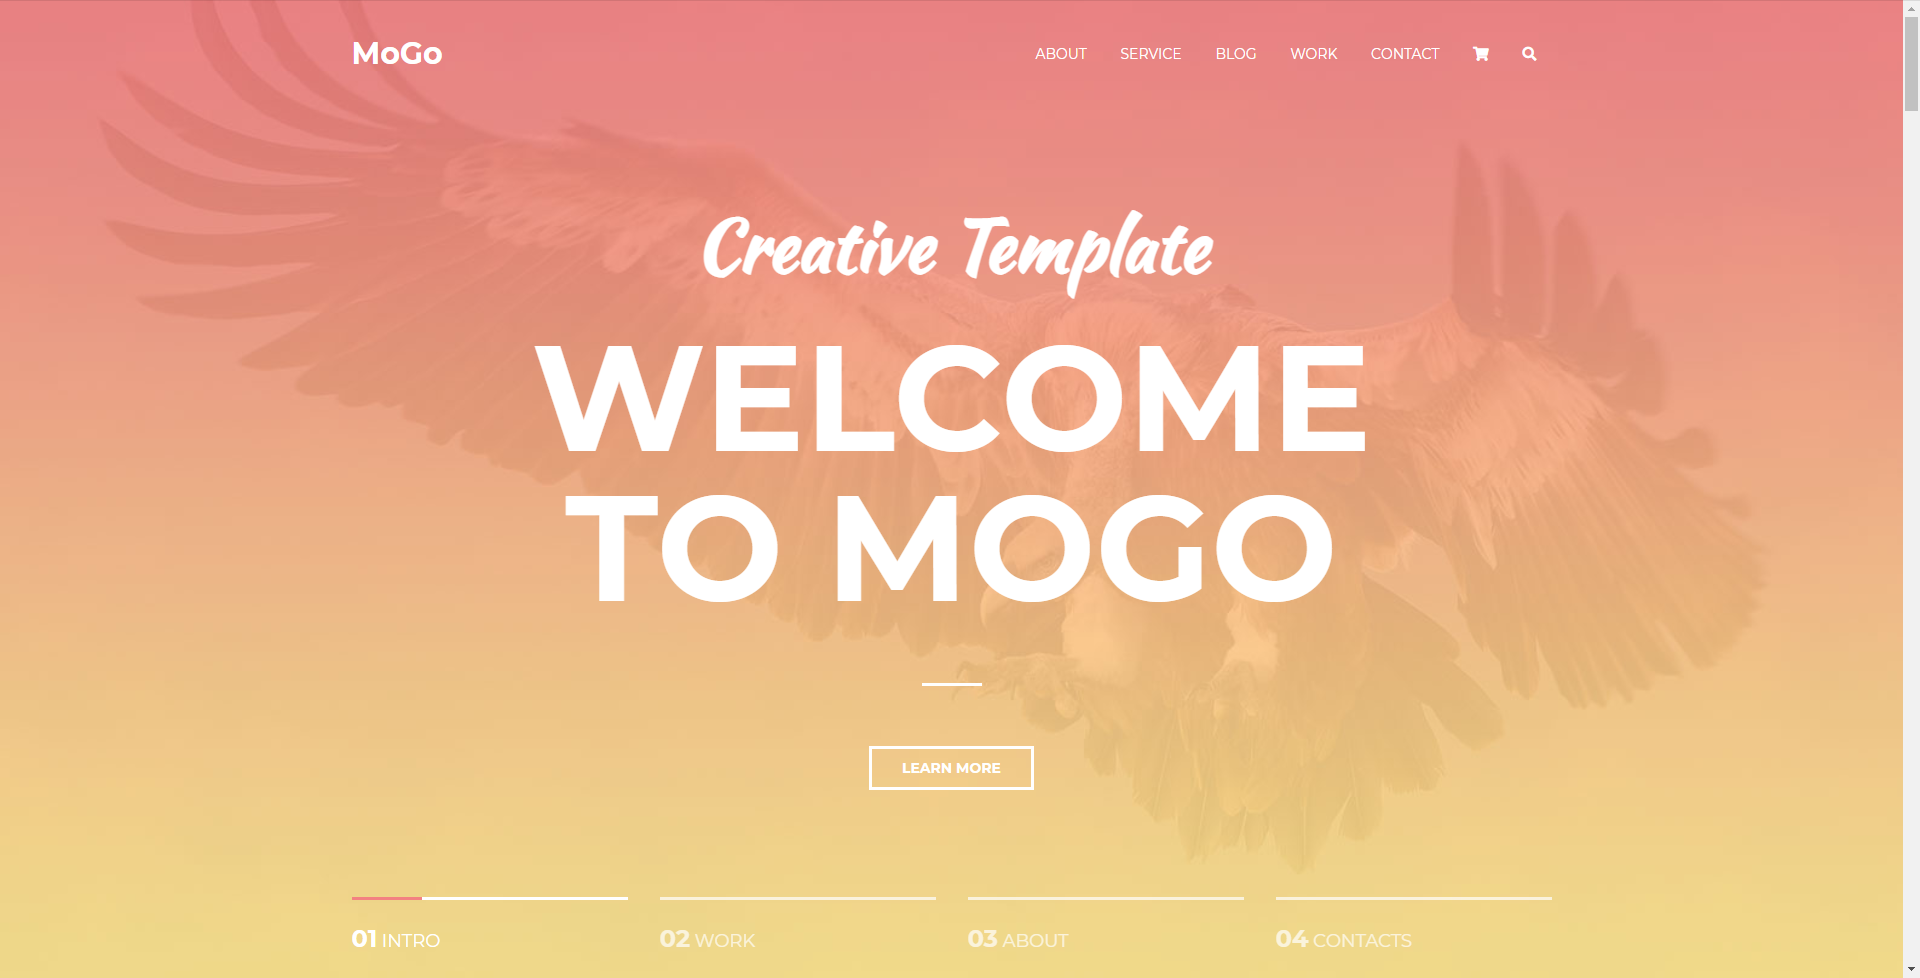 MoGo
ABOUT SERVICE BLOG WORK CONTACT
Creative Template
WELCOME
TO MOGO
LEARN MORE
01 INTRO
02 WORK
03 ABOUT
04 CONTACTS